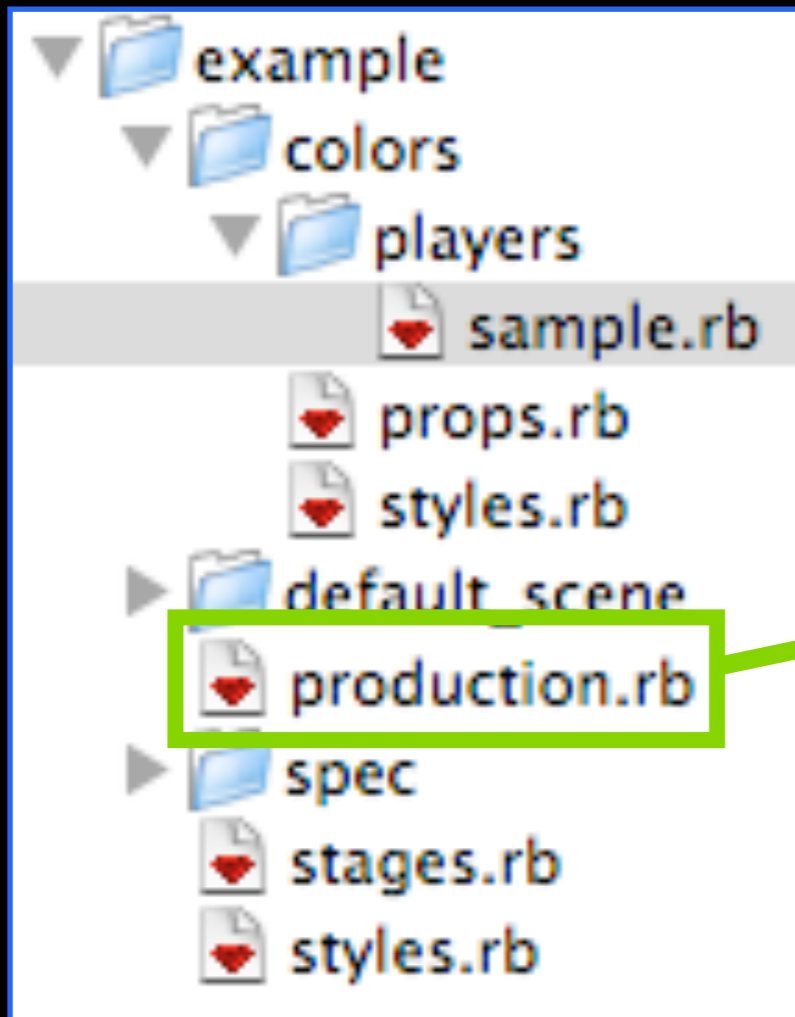 example
colors
players
sample.rb
props.rb
styles.rb
default_scene
production.rb
spec
stages.rb
styles.rb